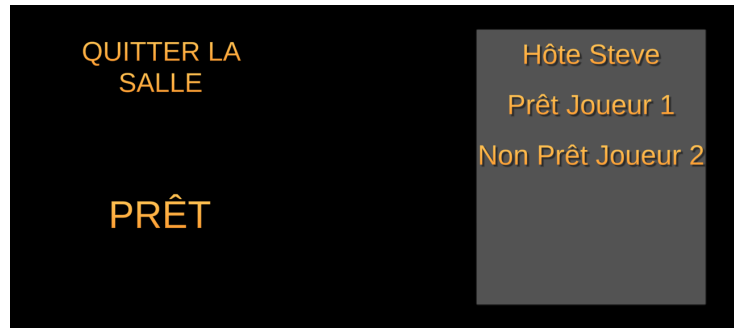 QUITTER LA
SALLE
PRÊT
Hôte Steve
Prêt Joueur 1
Non Prêt Joueur 2